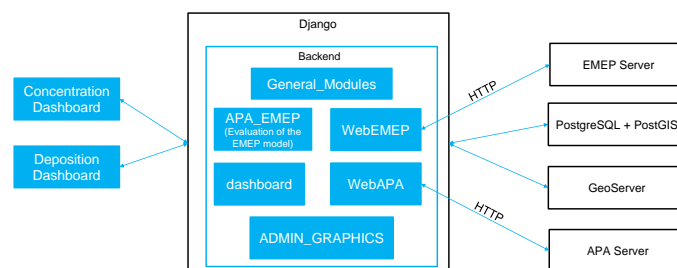 Django
Backend
General_Modules
APA_EMEP
(Evaluation of the
EMEP model)
WebEMEP
dashboard
WebAPA
ADMIN_GRAPHICS
Concentration
Dashboard
Deposition
Dashboard
HTTP
HTTP
EMEP Server
PostgreSQL + PostGIS
GeoServer
APA Server